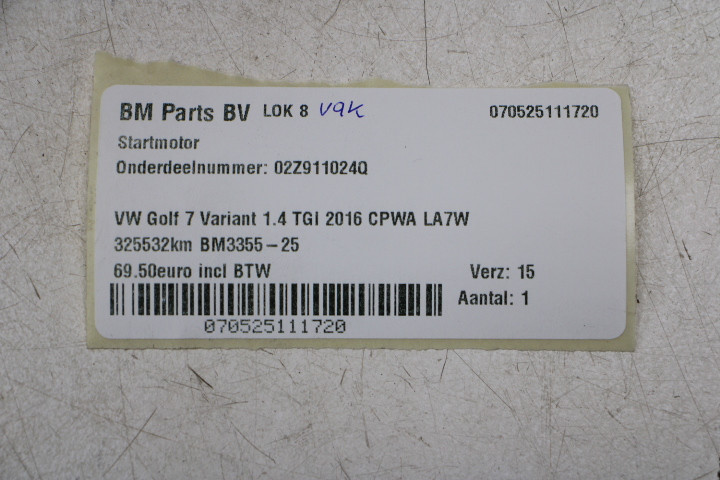 BM Parts BV LOK 8 V9K 070525111720
Startmotor
Onderdeelnummer: 02Z911024Q
VW Golf 7 Variant 1.4 TGI 2016 CPWA LA7W
325532km BM3355-25
69.50euro incl BTW Verz: 15
Aantal: 1
070525111720